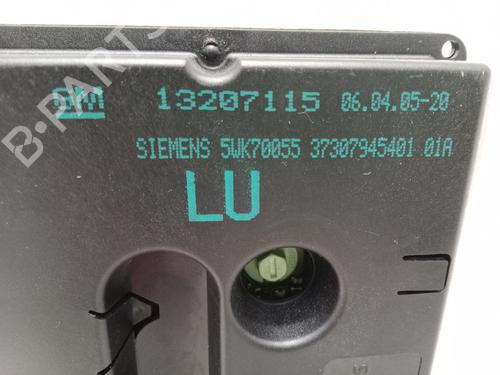 B-PARTS
GM 13207115 06.04.05-20
SIEMENS 5WK70055 37307945401 01A
LU